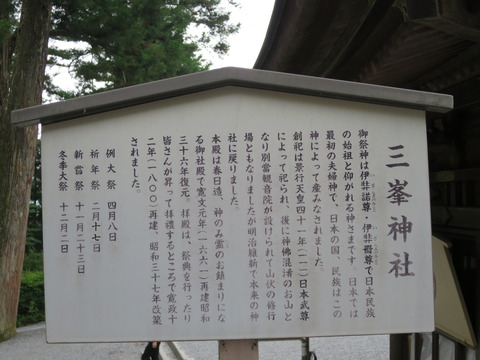 三峯神社
御祭神は伊弉諾尊 伊弉册尊で日本民族
の始祖と仰がれる神さまです。日本では
最初の夫婦神で、日本の国、民族はこの
神によって産みなされました。
創祀は景行天皇四十一年(一一一)日本武尊
によって祀られ、後に神佛混淆のお山と
なり別當観音院が設けられて山伏の修行
場ともなりましたが明治維新で本来の神
社に戻りました。
本殿は春日造、神のみ霊のお鎮まりにな
る御社殿で寛文元年(一六六一)再建昭和
三十六年復元 拝殿は、祭典を行ったり
皆さんが昇って拝禮するところで寛政十
二年(一八〇〇)再建、昭和三十七年改築
されました。
例大祭 四月八日
祈年祭 二月十七日
新嘗祭 十一月二十三日
冬季大祭 十二月二日